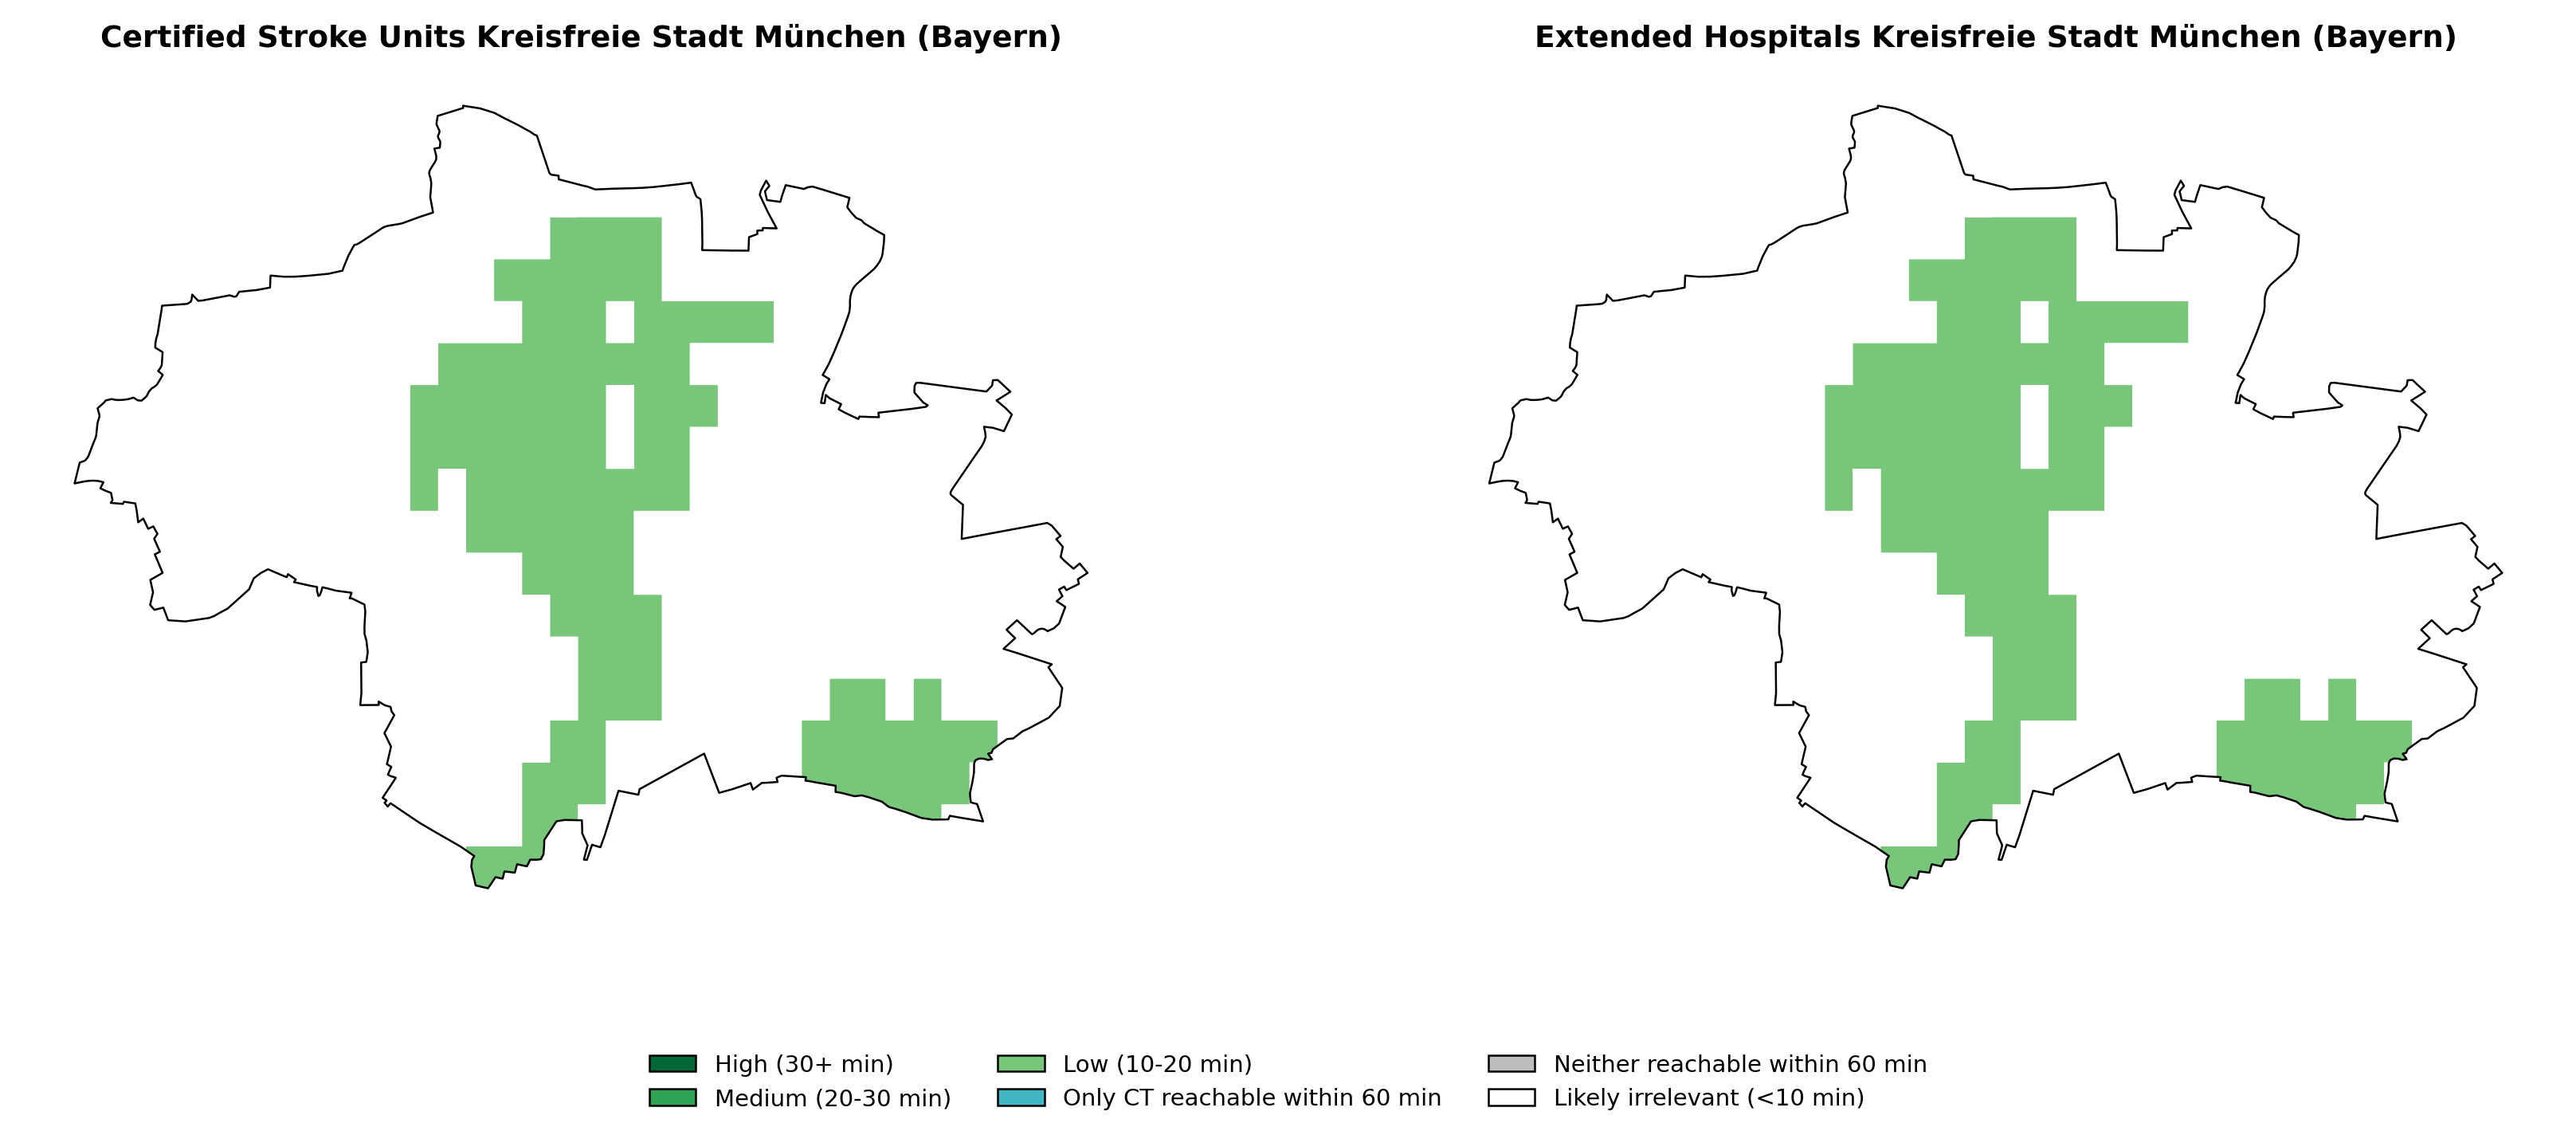 Certified Stroke Units Kreisfreie Stadt München (Bayern)
Extended Hospitals Kreisfreie Stadt München (Bayern)
High (30+ min)
Medium (20-30 min)
Low (10-20 min)
Only CT reachable within 60 min
Neither reachable within 60 min
Likely irrelevant (<10 min)